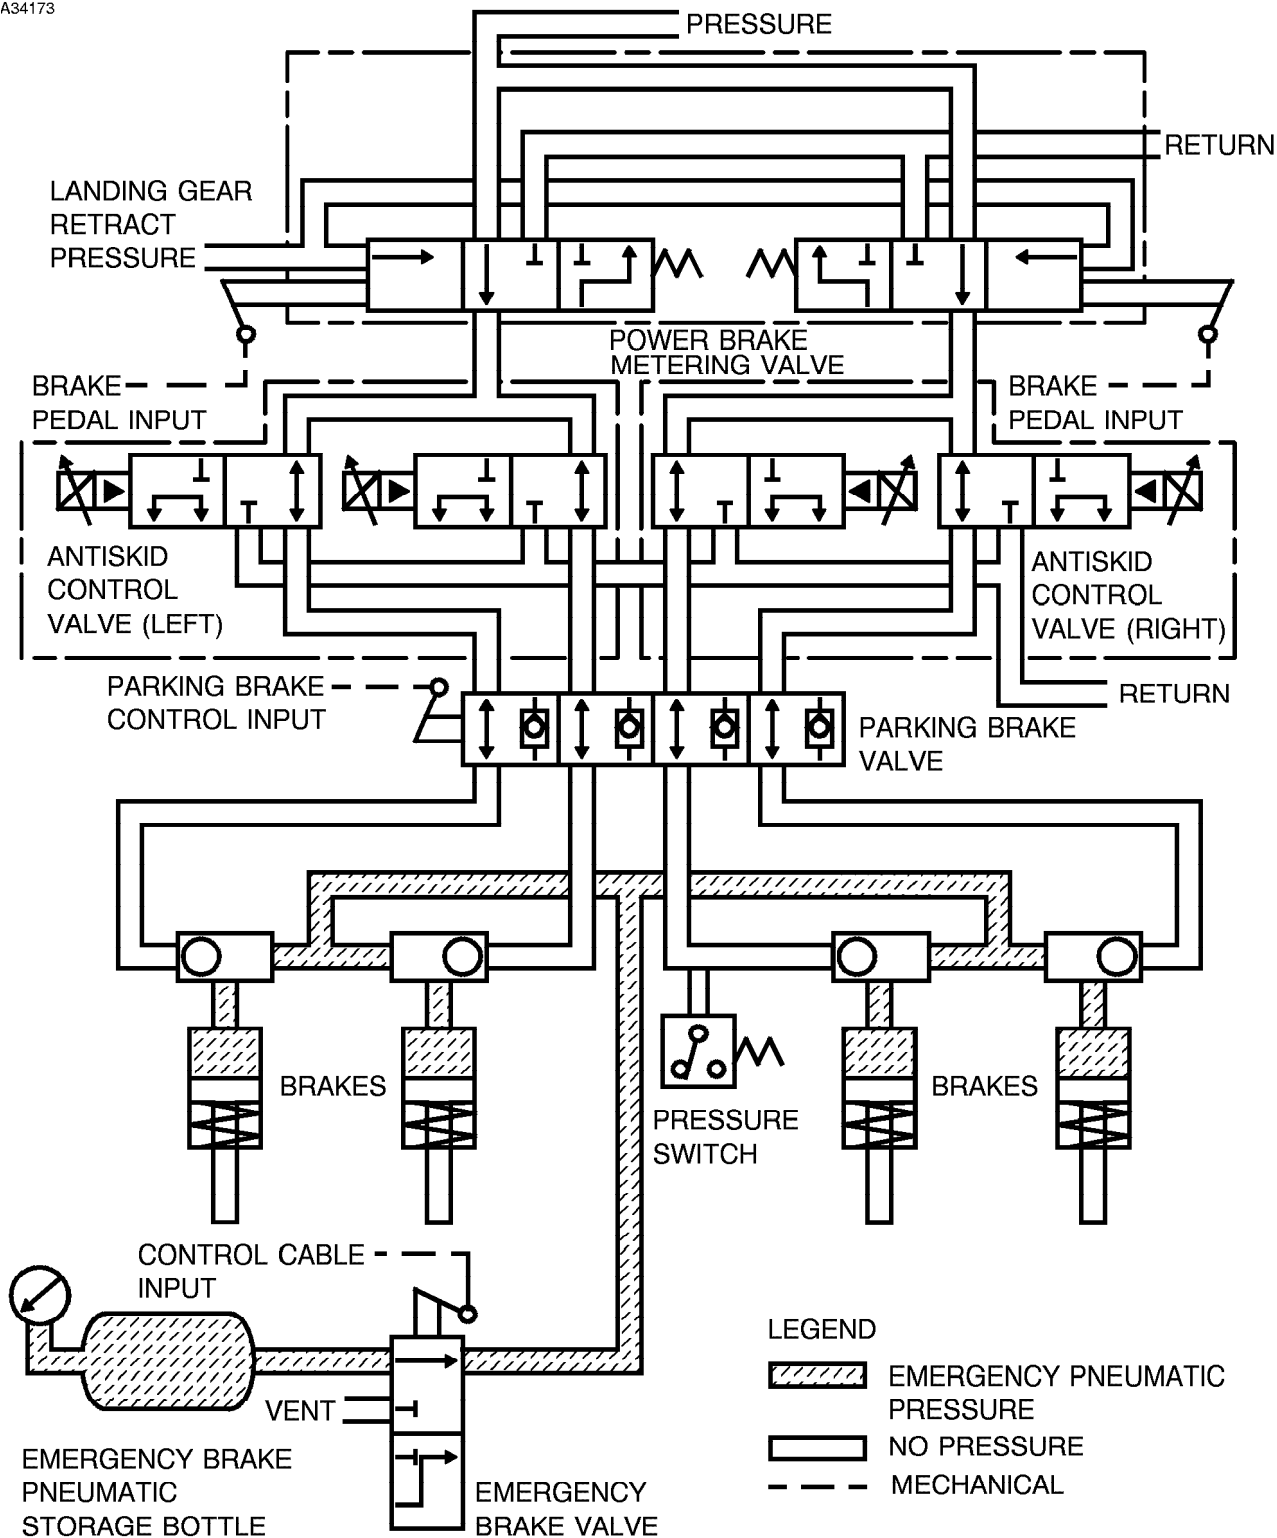 A34173
PRESSURE
RETURN
LANDING GEAR
RETRACT
PRESSURE
POWER BRAKE
METERING VALVE
BRAKE
PEDAL INPUT
BRAKE
PEDAL INPUT
ANTISKID
CONTROL
VALVE (LEFT)
ANTISKID
CONTROL
VALVE (RIGHT)
PARKING BRAKE
CONTROL INPUT
RETURN
PARKING BRAKE
VALVE
BRAKES
BRAKES
PRESSURE
SWITCH
CONTROL CABLE
INPUT
VENT
EMERGENCY BRAKE
PNEUMATIC
STORAGE BOTTLE
EMERGENCY
BRAKE VALVE
LEGEND
EMERGENCY PNEUMATIC
PRESSURE
NO PRESSURE
MECHANICAL